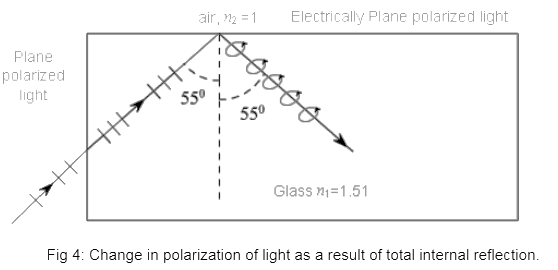 air, n₂ =1 Electrically Plane polarized light
Plane
polarized
light
55⁰
55⁰
Glass n₁=1.51
Fig 4: Change in polarization of light as a result of total internal reflection.